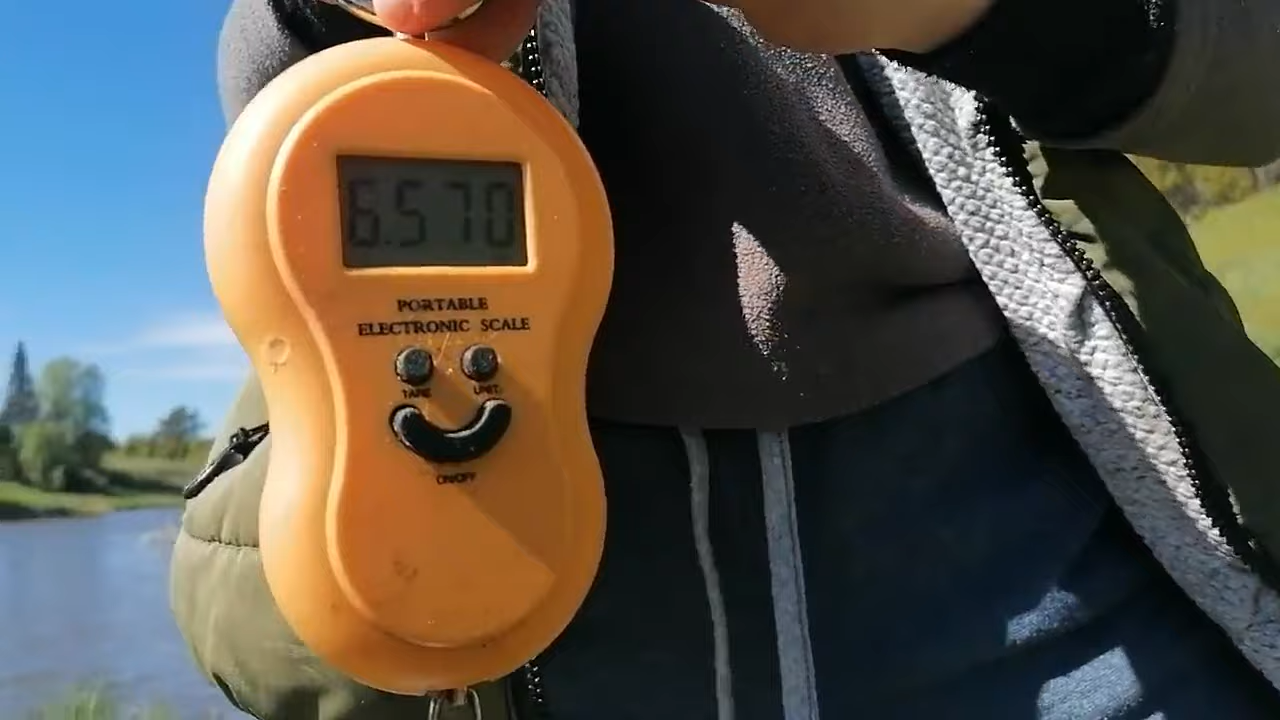 6.570
PORTABLE
ELECTRONIC SCALE
TARE UNIT
ON/OFF